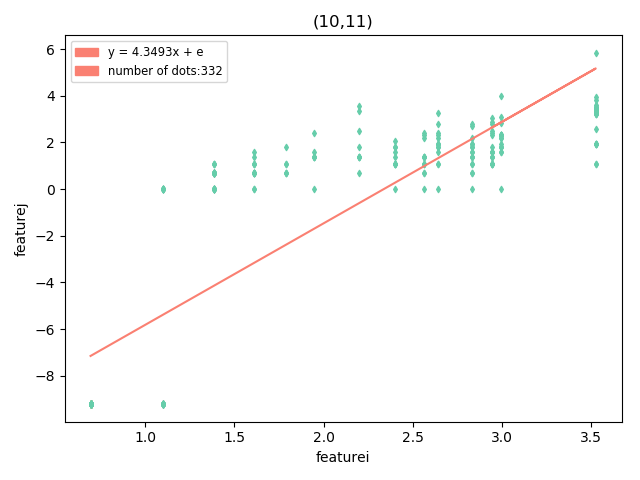 (10,11)
y = 4.3493x + e
number of dots:332
6
4
2
0
−2
−4
−6
−8
featurej
1.0 1.5 2.0 2.5 3.0 3.5
featurei